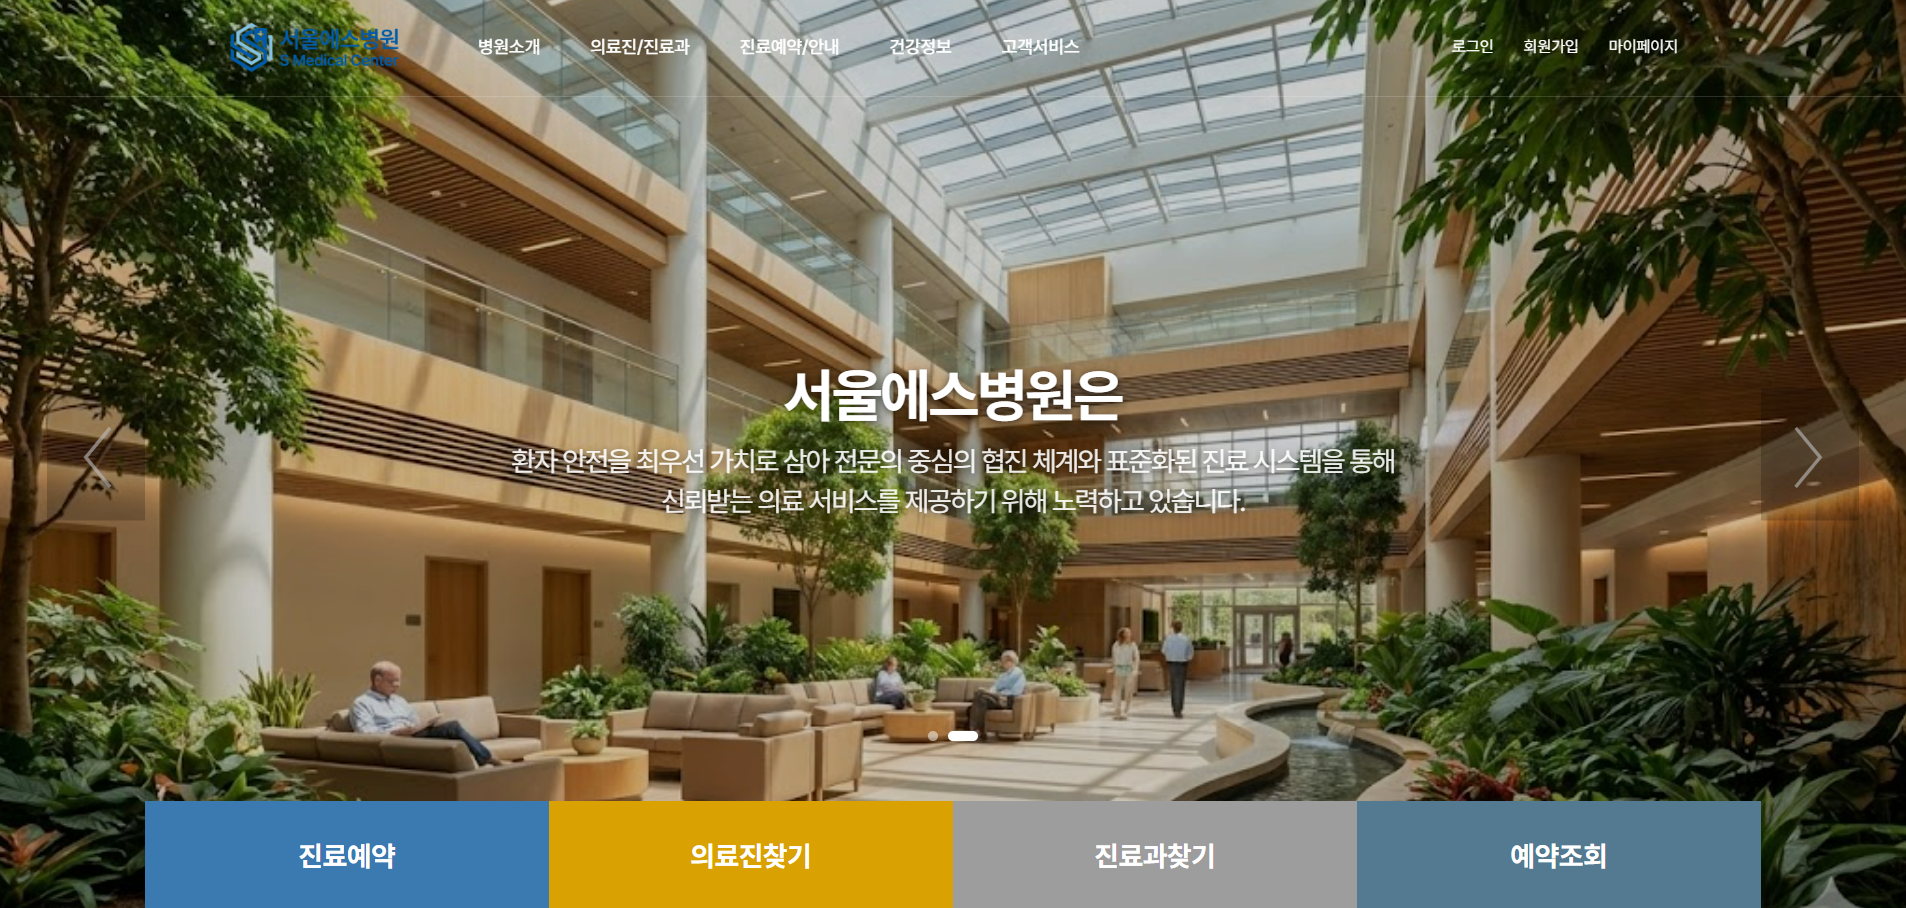 서울에스병원
S Medical Center
병원소개
의료진/진료과
진료예약/안내
건강정보
고객서비스
로그인
회원가입
마이페이지
서울에스병원은
환자 안전을 최우선 가치로 삼아 전문의 중심의 협진 체계와 표준화된 진료 시스템을 통해
신뢰받는 의료 서비스를 제공하기 위해 노력하고 있습니다.
진료예약
의료진찾기
진료과찾기
예약조회